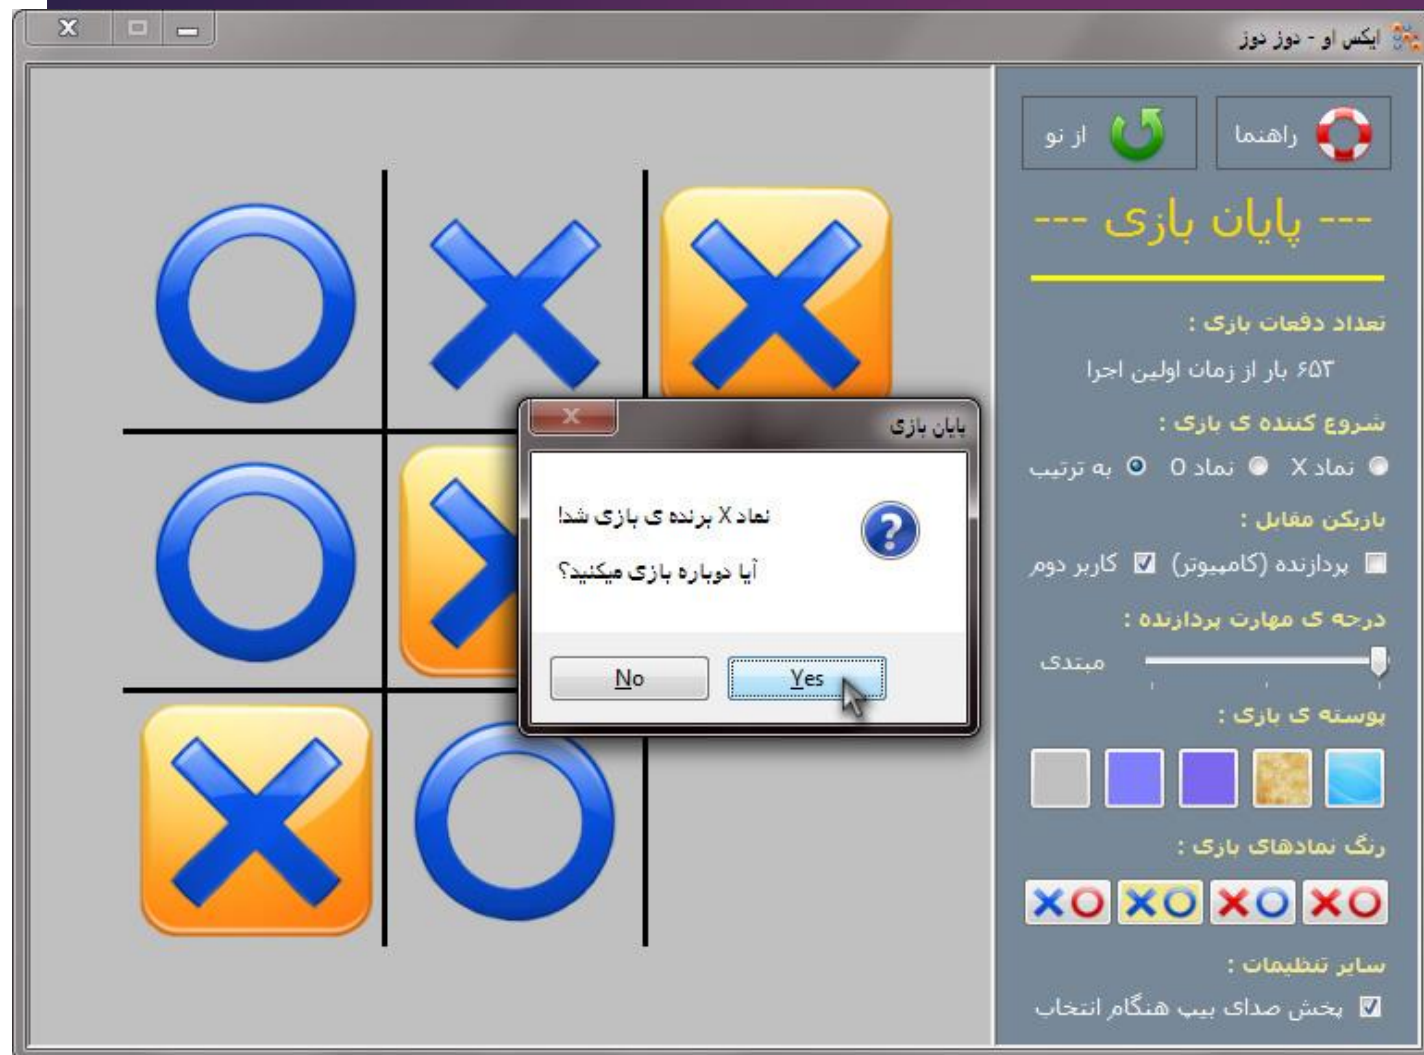 ایکس او - دوز دوز
راهنما
از نو
--- پایان بازی ---
تعداد دفعات بازی :
۶۵۳ بار از زمان اولین اجرا
شروع کننده ی بازی :
نماد X نماد O به ترتیب
بازیکن مقابل :
پردازنده (کامپیوتر) کاربر دوم
درجه ی مهارت پردازنده :
مبتدی
پوسته ی بازی :
رنگ نمادهای بازی :
سایر تنظیمات :
پخش صدای بیپ هنگام انتخاب
پایان بازی
نماد X برنده ی بازی شد!
آیا دوباره بازی میکنید؟
Yes
No